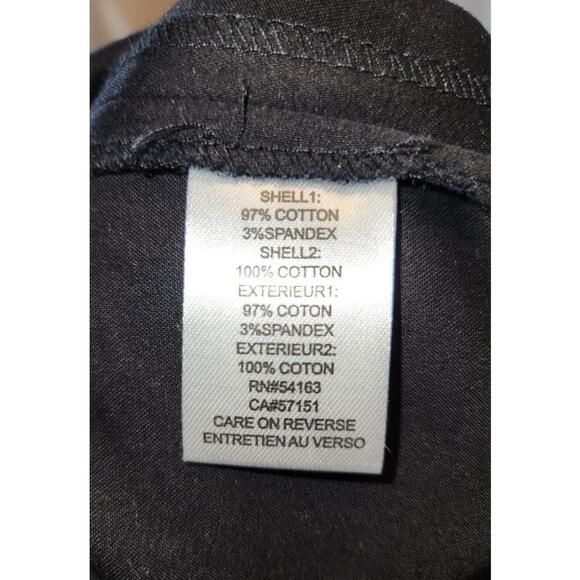 SHELL1:
97% COTTON
3%SPANDEX
SHELL2:
100% COTTON
EXTERIEUR1:
97% COTON
3%SPANDEX
EXTERIEUR2:
100% COTON
RN#54163
CA#57151
CARE ON REVERSE
ENTRETIEN AU VERSO